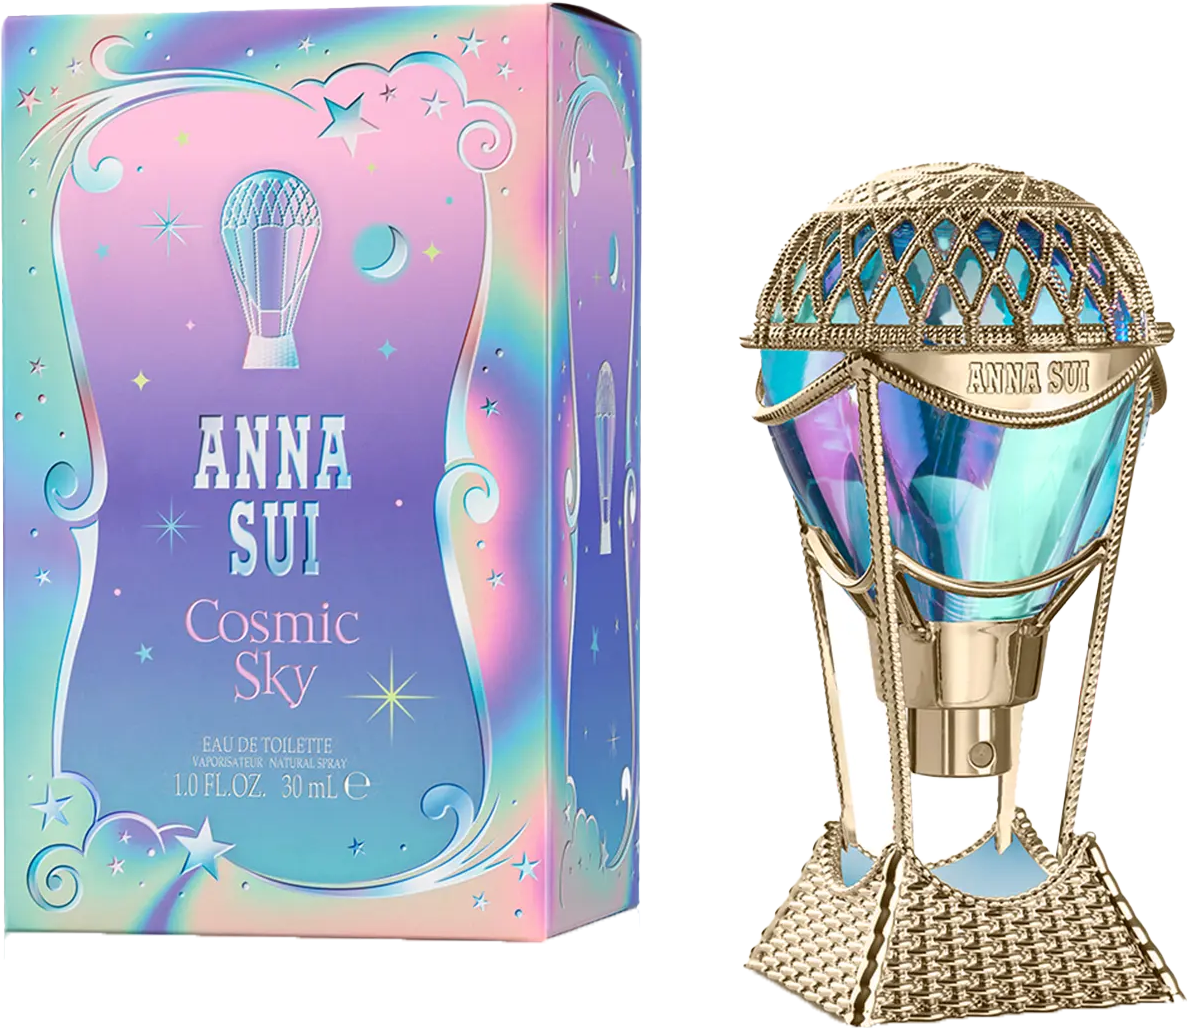 ANNA
SUI
Cosmic
Sky
EAU DE TOILETTE
VAPORISATEUR NATURAL SPRAY
1.0 FL.OZ. 30 mL ℮
ANNA SUI